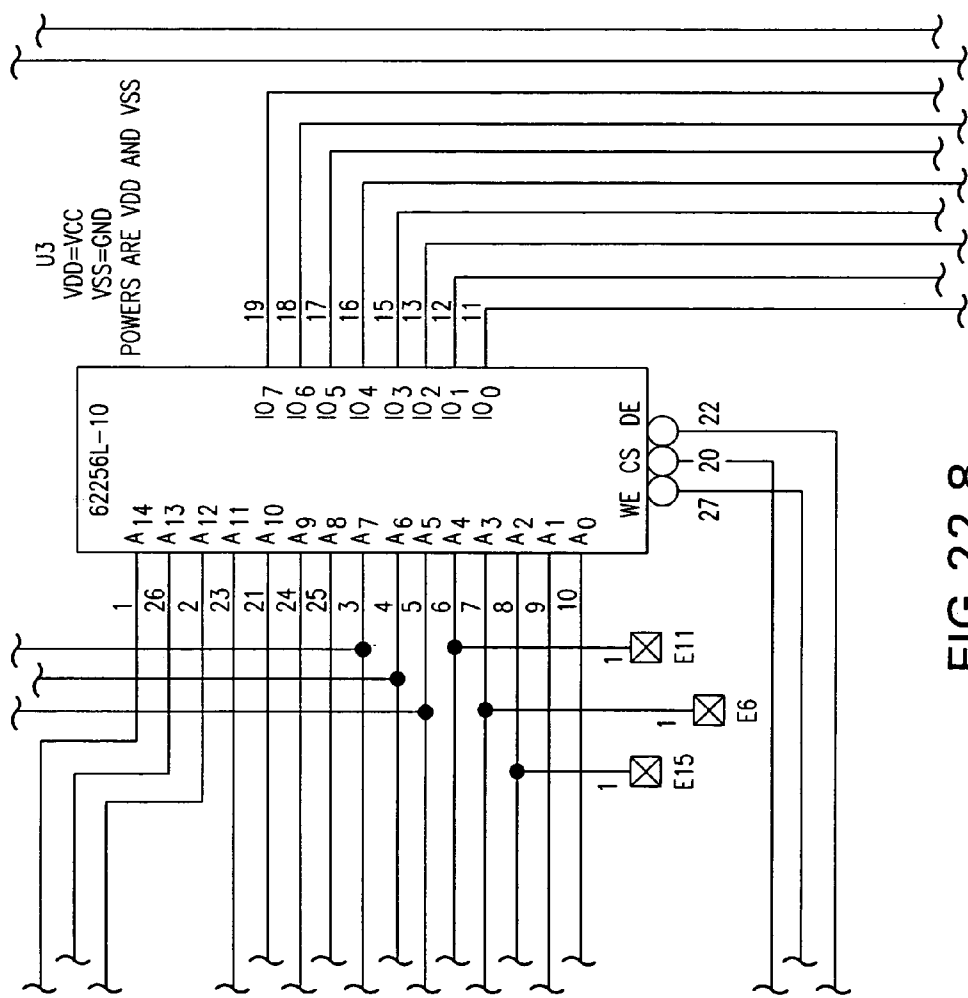 U3
VDD=VCC
VSS=GND
POWERS ARE VDD AND VSS
62256L-10
1 A14
26 A13
2 A12
23 A11
21 A10
24 A9
25 A8
3 A7
4 A6
5 A5
6 A4
7 A3
8 A2
9 A1
10 A0
IO7 19
IO6 18
IO5 17
IO4 16
IO3 15
IO2 13
IO1 12
IO0 11
WE CS DE
27 20 22
1 E11
1 E6
1 E15
FIG. 22.8